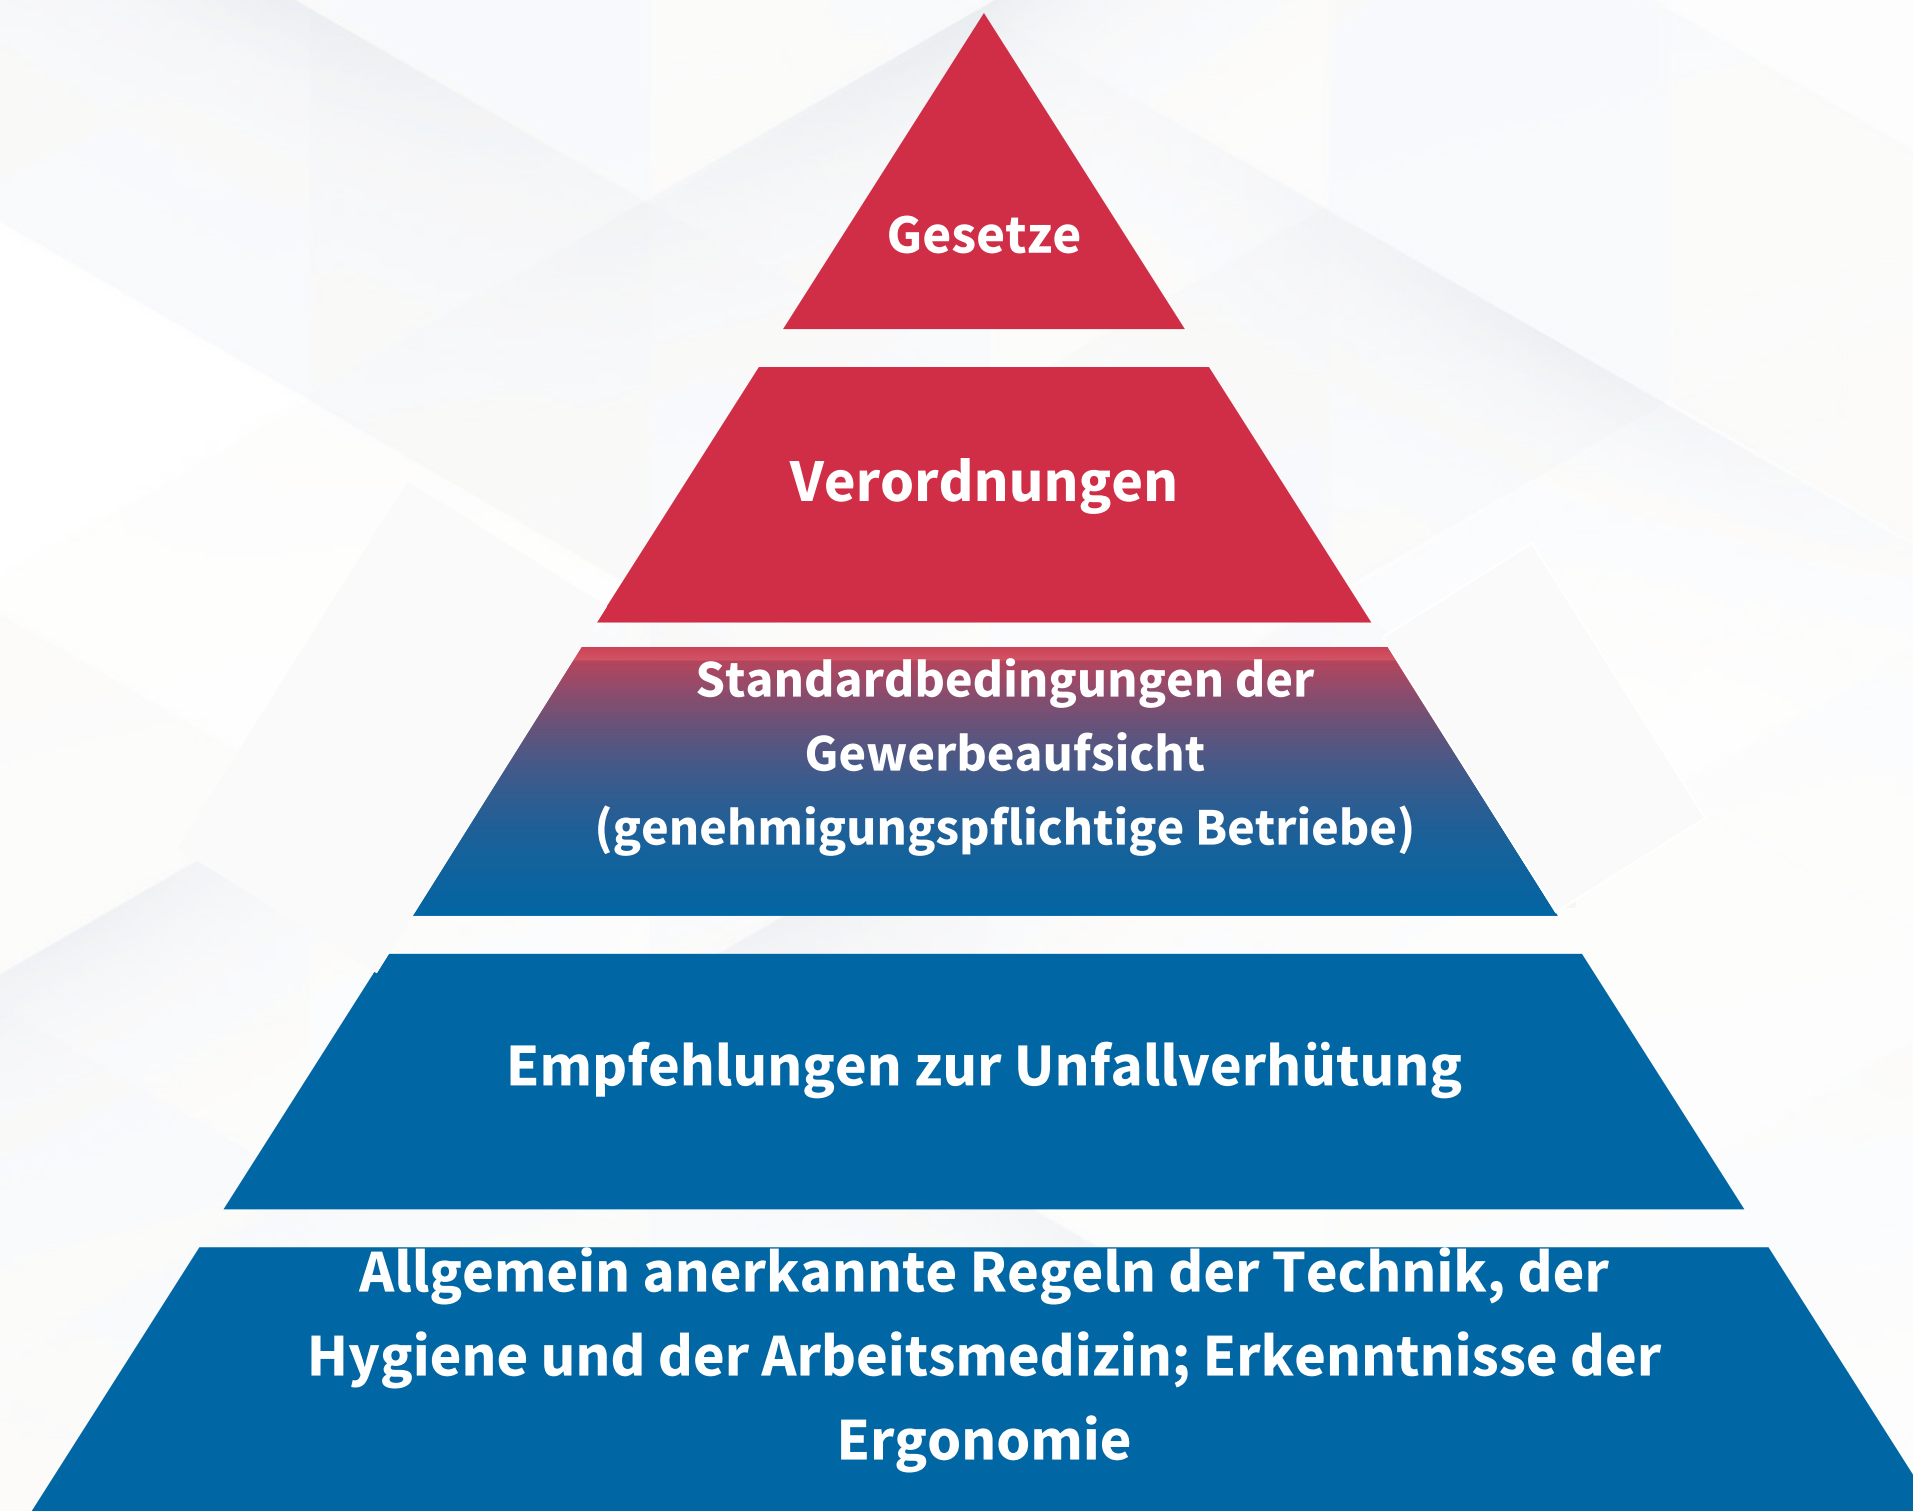 Gesetze
Verordnungen
Standardbedingungen der
Gewerbeaufsicht
(genehmigungspflichtige Betriebe)
Empfehlungen zur Unfallverhütung
Allgemein anerkannte Regeln der Technik, der
Hygiene und der Arbeitsmedizin; Erkenntnisse der
Ergonomie